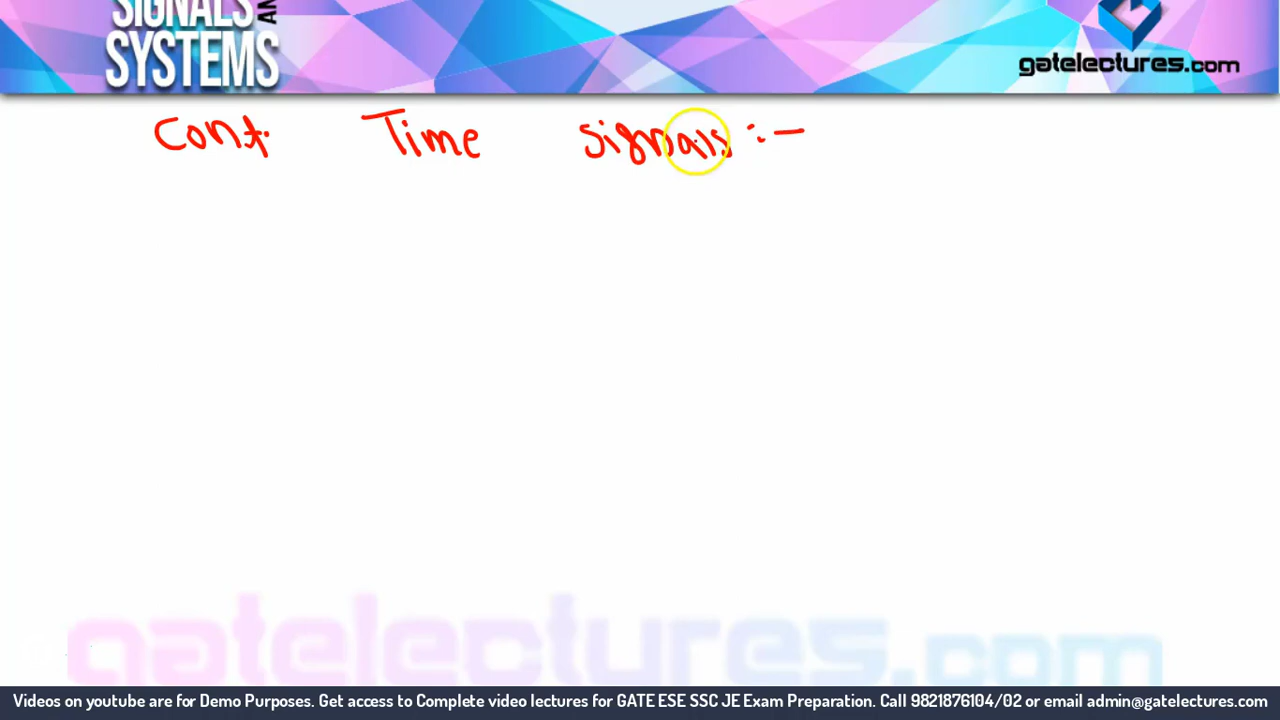 SIGNALS AND
SYSTEMS
gatelectures.com
Cont. Time Signals :-
gatelectures.com
Videos on youtube are for Demo Purposes. Get access to Complete video lectures for GATE ESE SSC JE Exam Preparation. Call 9821876104/02 or email admin@gatelectures.com